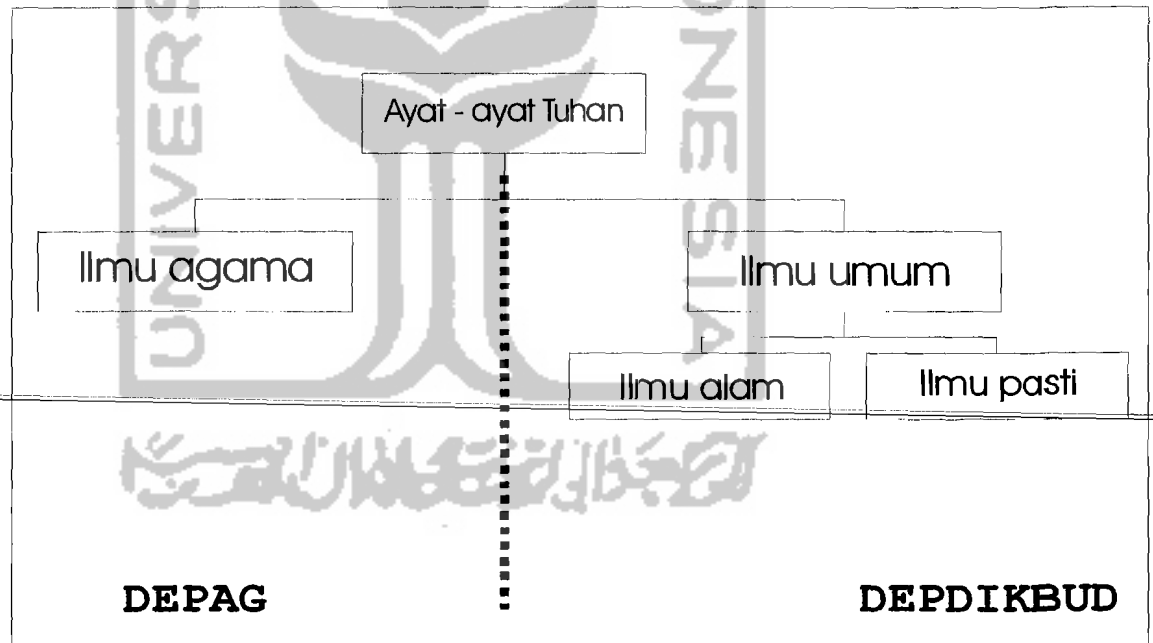 Ayat - ayat Tuhan
Ilmu agama
Ilmu umum
Ilmu alam
Ilmu pasti
DEPAG
DEPDIKBUD